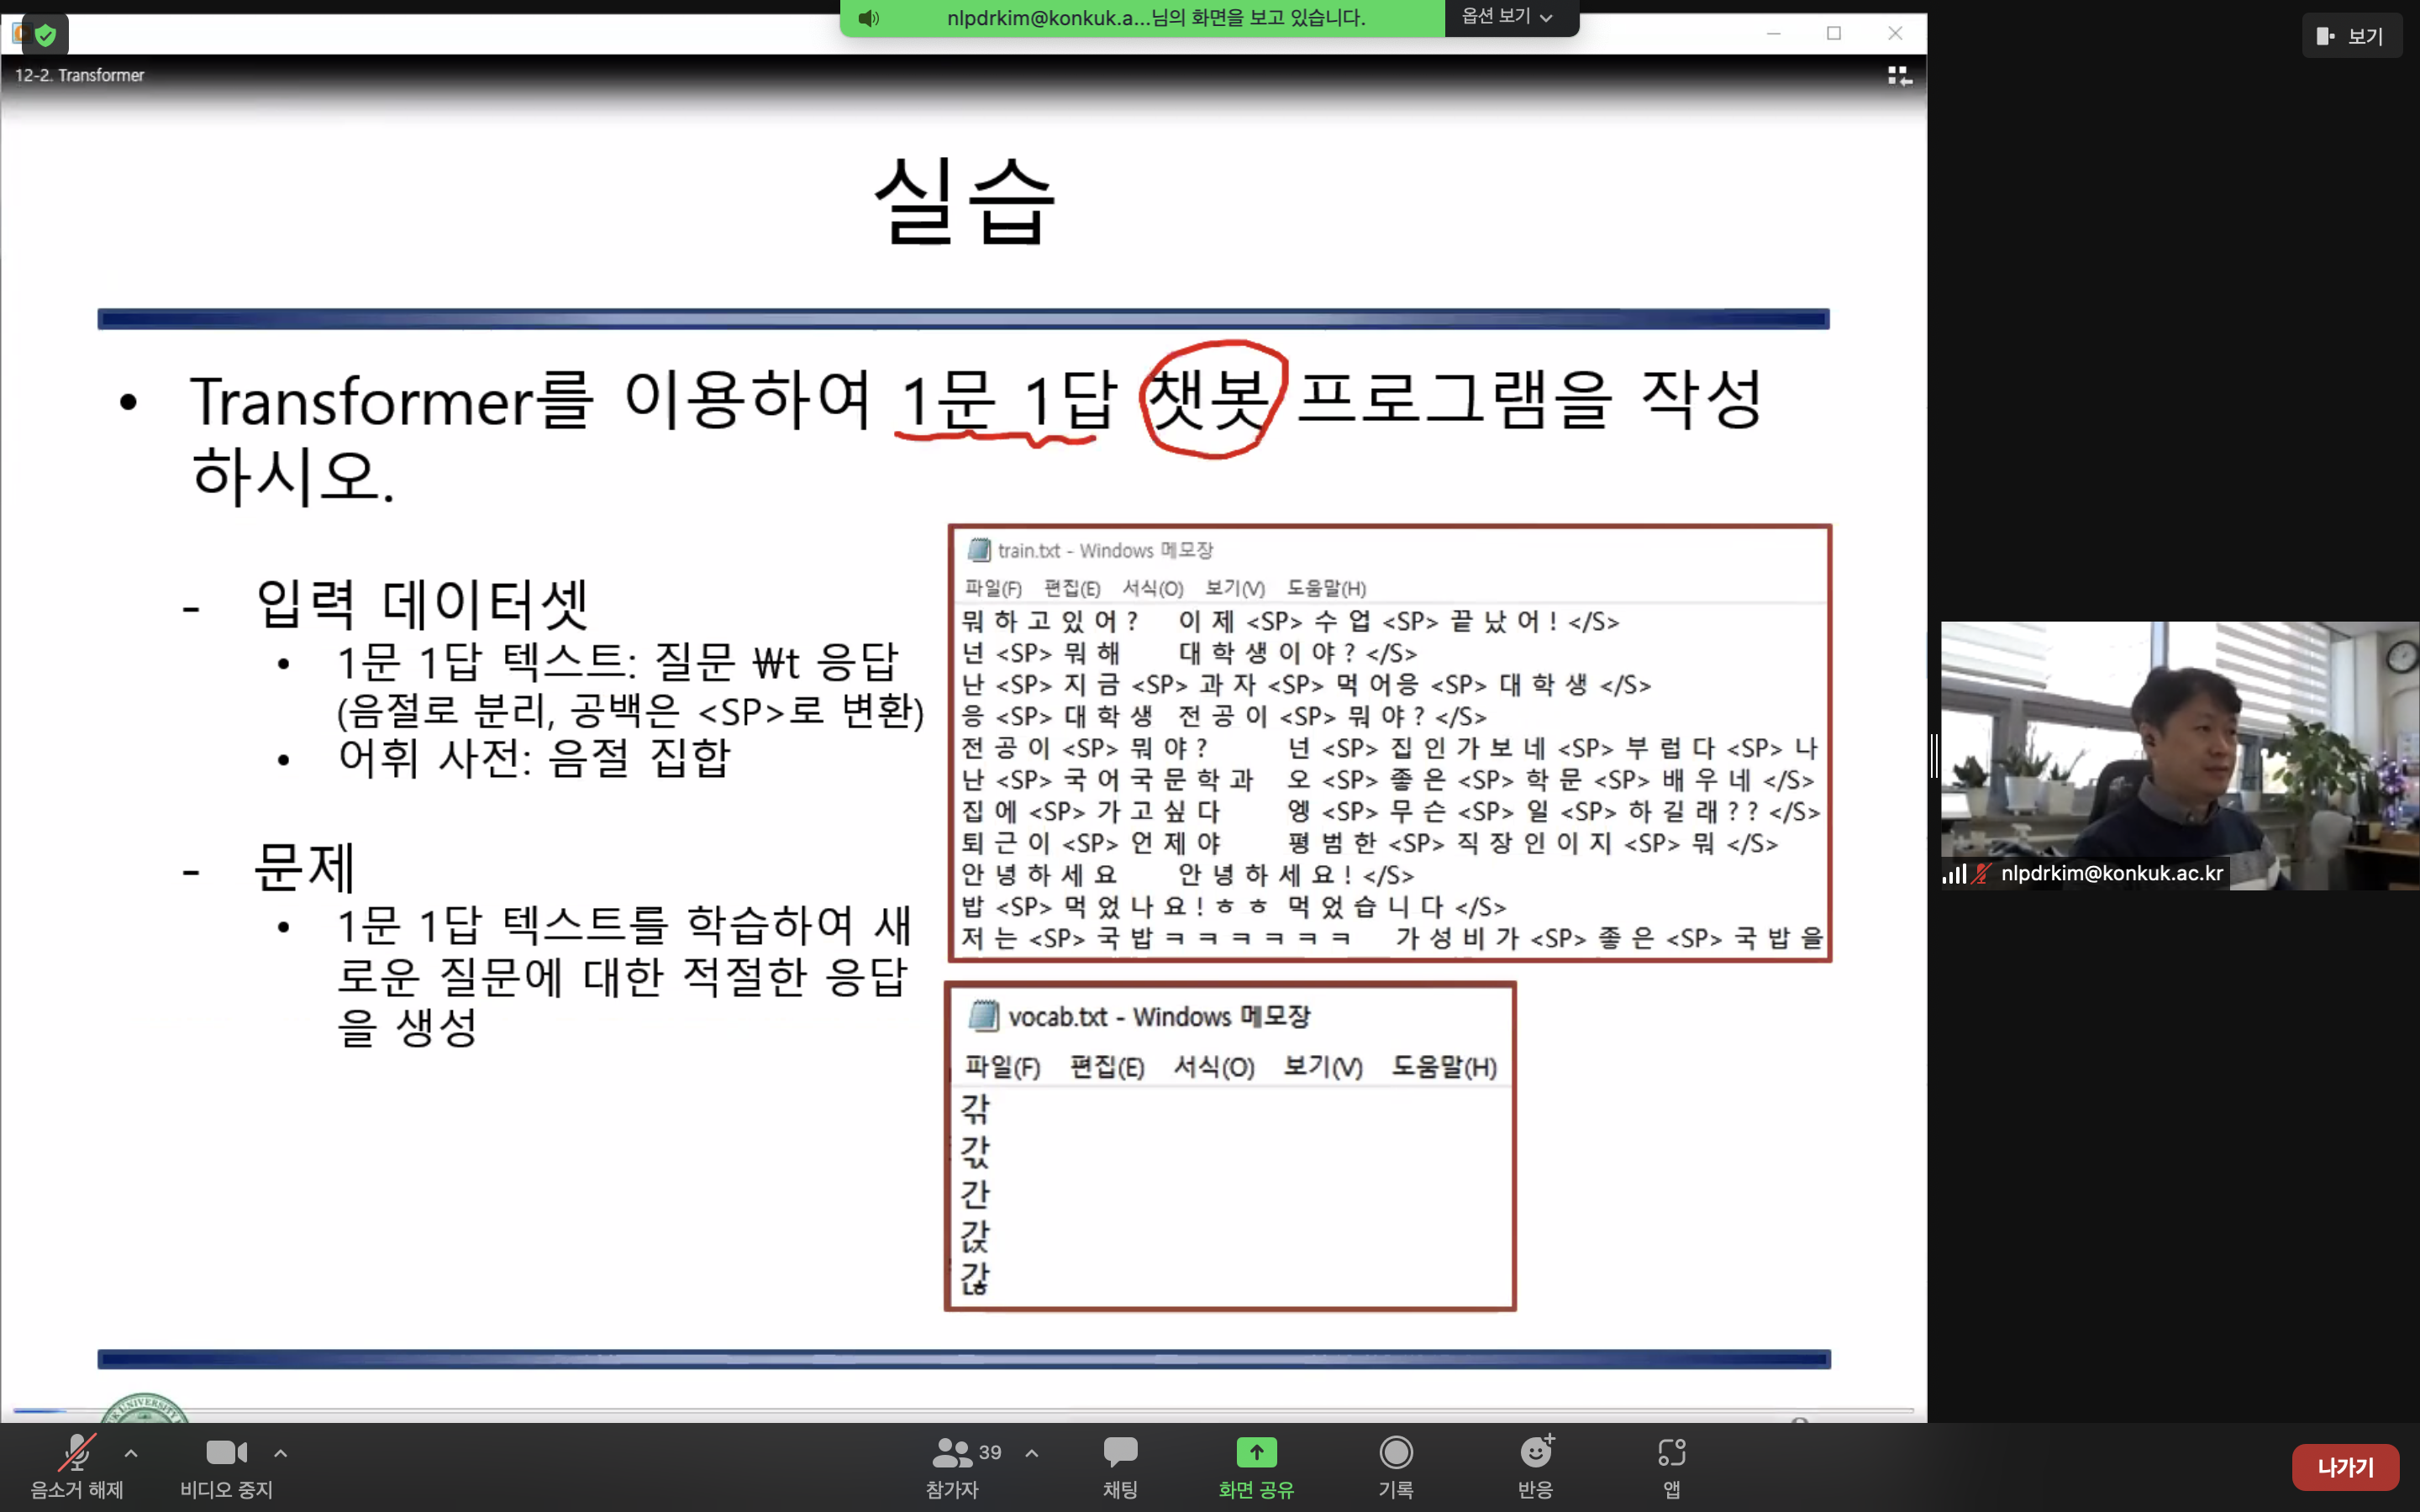 nlpdrkim@konkuk.a...님의 화면을 보고 있습니다.
옵션 보기
보기
12-2. Transformer
실습
• Transformer를 이용하여 1문 1답 챗봇 프로그램을 작성
하시오.
- 입력 데이터셋
• 1문 1답 텍스트: 질문 ₩t 응답
(음절로 분리, 공백은 <SP>로 변환)
• 어휘 사전: 음절 집합
- 문제
• 1문 1답 텍스트를 학습하여 새
로운 질문에 대한 적절한 응답
을 생성
train.txt - Windows 메모장
파일(F) 편집(E) 서식(O) 보기(V) 도움말(H)
뭐 하 고 있 어 ? 이 제 <SP> 수 업 <SP> 끝 났 어 ! </S>
넌 <SP> 뭐 해 대 학 생 이 야 ? </S>
난 <SP> 지 금 <SP> 과 자 <SP> 먹 어응 <SP> 대 학 생 </S>
응 <SP> 대 학 생 전 공 이 <SP> 뭐 야 ? </S>
전 공 이 <SP> 뭐 야 ? 넌 <SP> 집 인 가 보 네 <SP> 부 럽 다 <SP> 나
난 <SP> 국 어 국 문 학 과 오 <SP> 좋 은 <SP> 학 문 <SP> 배 우 네 </S>
집 에 <SP> 가 고 싶 다 엥 <SP> 무 슨 <SP> 일 <SP> 하 길 래 ? ? </S>
퇴 근 이 <SP> 언 제 야 평 범 한 <SP> 직 장 인 이 지 <SP> 뭐 </S>
안 녕 하 세 요 안 녕 하 세 요 ! </S>
밥 <SP> 먹 었 나 요 ! ㅎ ㅎ 먹 었 습 니 다 </S>
저 는 <SP> 국 밥 ㅋ ㅋ ㅋ ㅋ ㅋ ㅋ 가 성 비 가 <SP> 좋 은 <SP> 국 밥 을
vocab.txt - Windows 메모장
파일(F) 편집(E) 서식(O) 보기(V) 도움말(H)
갂
갃
간
갅
갆
nlpdrkim@konkuk.ac.kr
음소거 해제
비디오 중지
39
참가자
채팅
화면 공유
기록
반응
앱
나가기